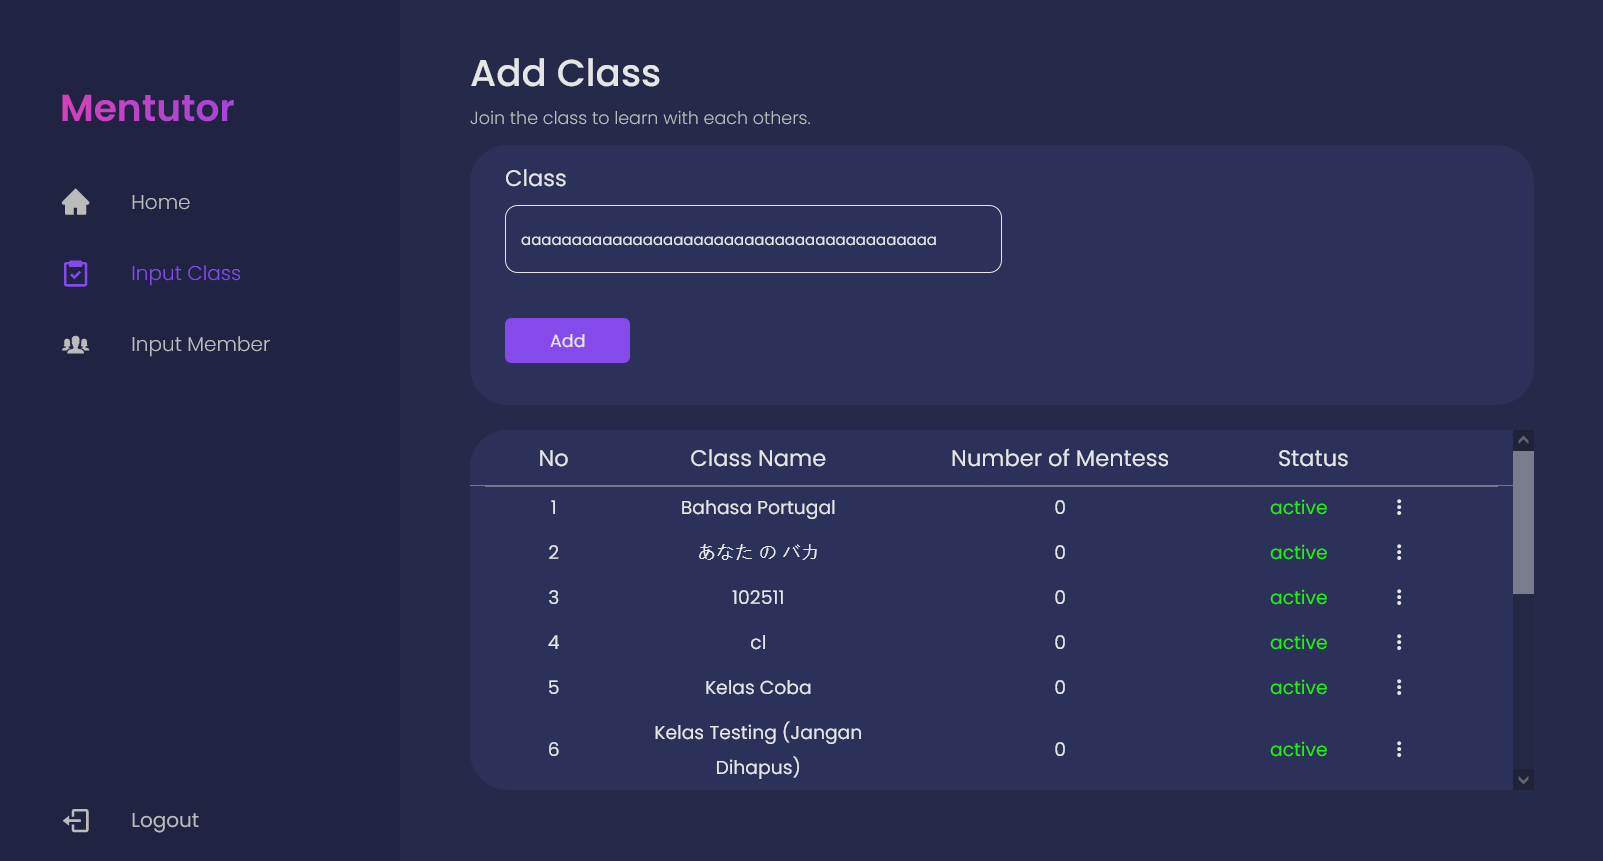 Mentutor
Home
Input Class
Input Member
Logout
Add Class
Join the class to learn with each others.
Class
aaaaaaaaaaaaaaaaaaaaaaaaaaaaaaaaaaaaaaaaa
Add
No Class Name Number of Mentess Status
1 Bahasa Portugal 0 active
2 あなた の バカ 0 active
3 102511 0 active
4 cl 0 active
5 Kelas Coba 0 active
6 Kelas Testing (Jangan 0 active
Dihapus)